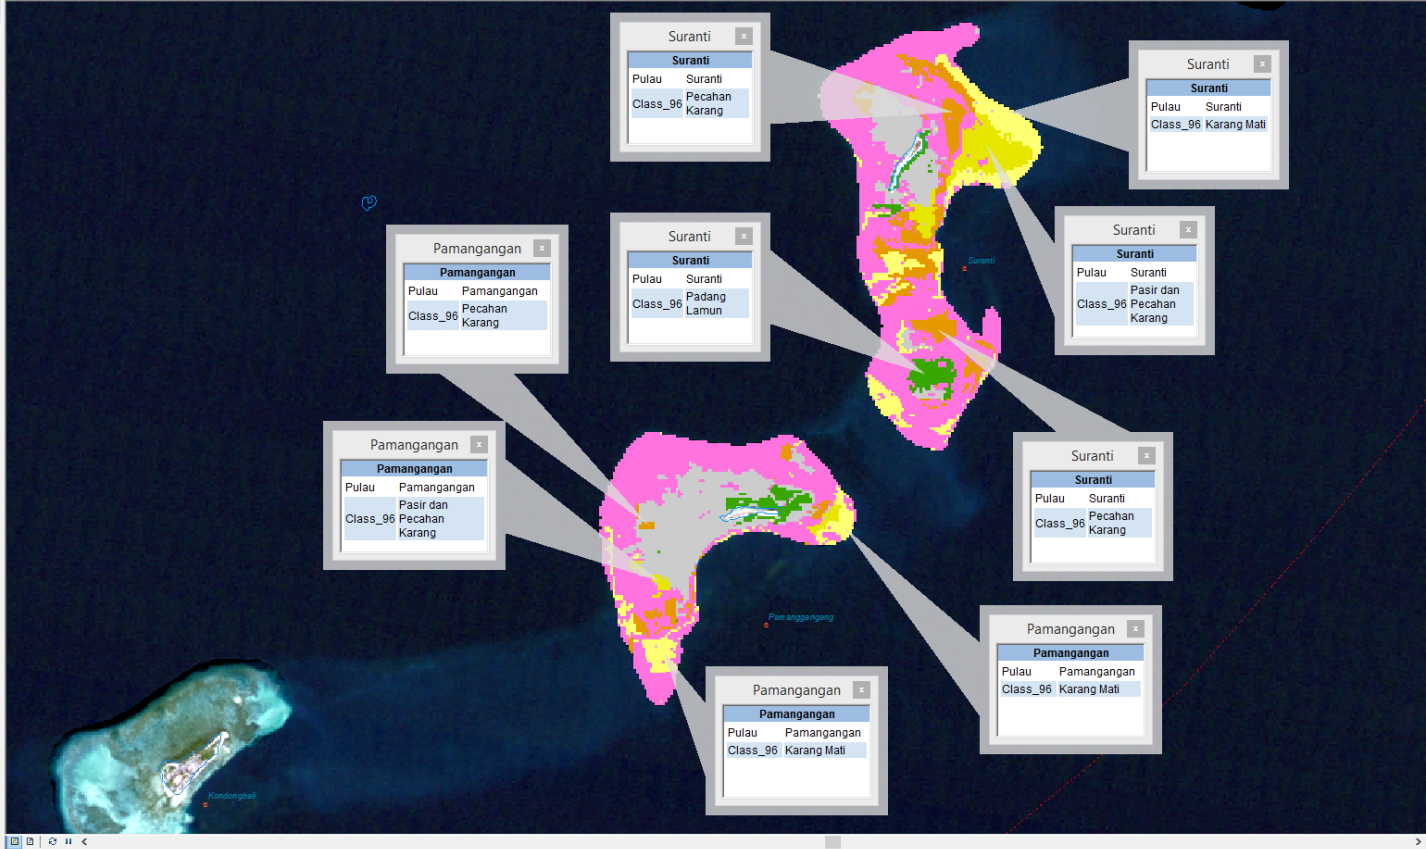 Suranti
Suranti
Pulau Suranti
Class_96 Pecahan
Karang
Suranti
Suranti
Pulau Suranti
Class_96 Karang Mati
Suranti
Suranti
Pulau Suranti
Class_96 Pasir dan
Pecahan
Karang
Suranti
Suranti
Pulau Suranti
Class_96 Padang
Lamun
Pamangangan
Pamangangan
Pulau Pamangangan
Class_96 Pecahan
Karang
Suranti
Pamangangan
Pamangangan
Pulau Pamangangan
Class_96 Pasir dan
Pecahan
Karang
Suranti
Suranti
Pulau Suranti
Class_96 Pecahan
Karang
Pamanggangang
Pamangangan
Pamangangan
Pulau Pamangangan
Class_96 Karang Mati
Pamangangan
Pamangangan
Pulau Pamangangan
Class_96 Karang Mati
Kondongbali